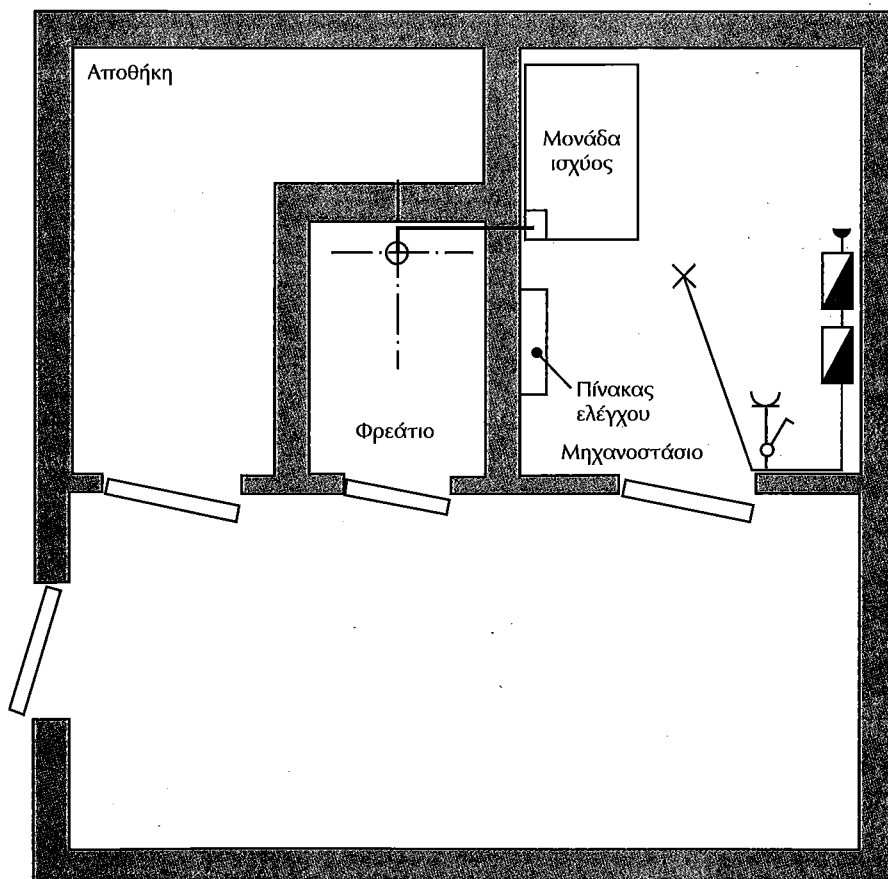 Αποθήκη
Μονάδα
ισχύος
Πίνακας
ελέγχου
Φρεάτιο
Μηχανοστάσιο